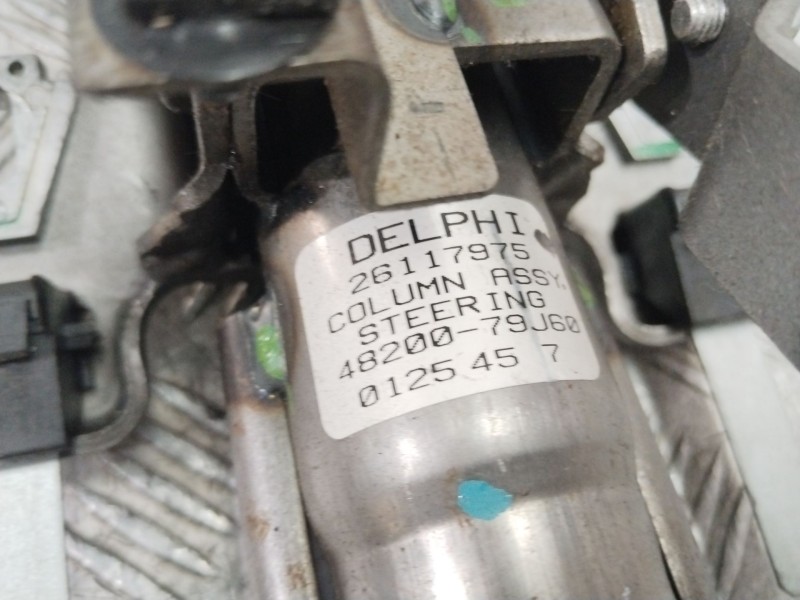 DELPHI
26117975
COLUMN ASSY.
STEERING
48200-79J60
0125 45 7